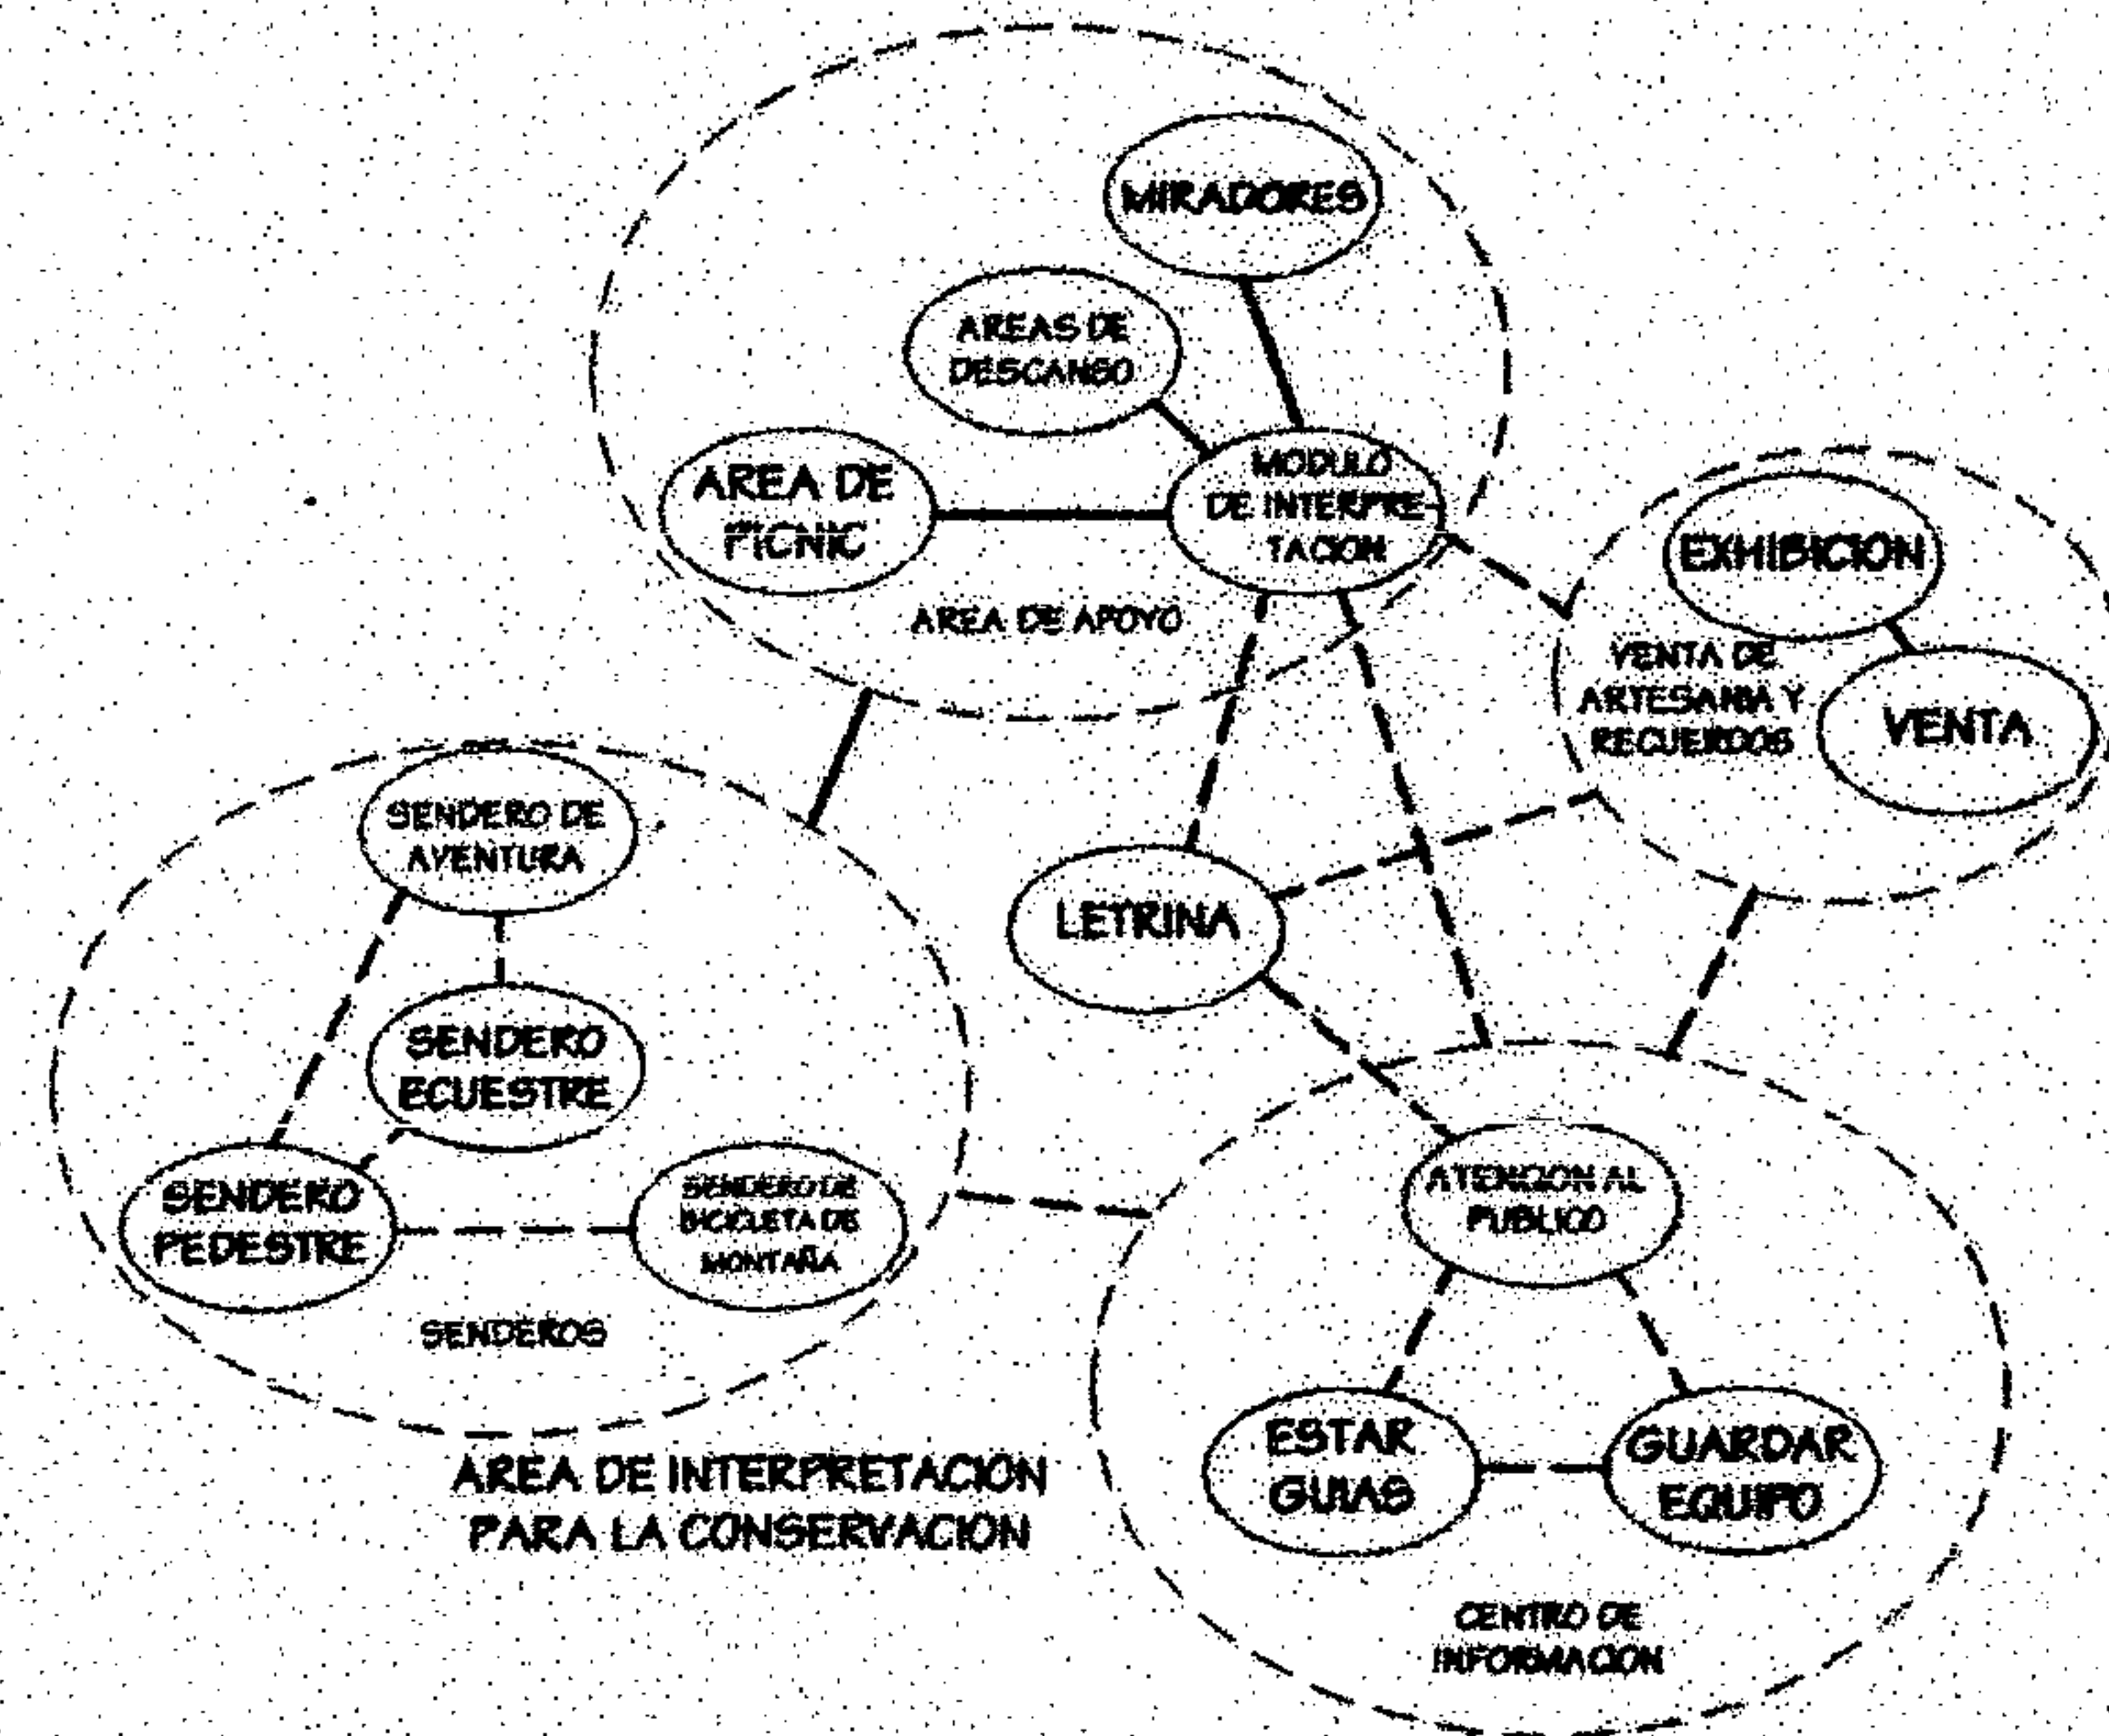 MIRADORES
AREAS DE
DESCANSO
AREA DE
PICNIC
MODULO
DE INTERPRE-
TACION
AREA DE APOYO
EXHIBICION
VENTA DE
ARTESANIA Y
RECUERDOS
VENTA
SENDERO DE
AVENTURA
LETRINA
SENDERO
ECUESTRE
SENDERO
PEDESTRE
SENDERO DE
BICICLETA DE
MONTAÑA
SENDEROS
ATENCION AL
PUBLICO
ESTAR
GUIAS
GUARDAR
EQUIPO
AREA DE INTERPRETACION
PARA LA CONSERVACION
CENTRO DE
INFORMACION